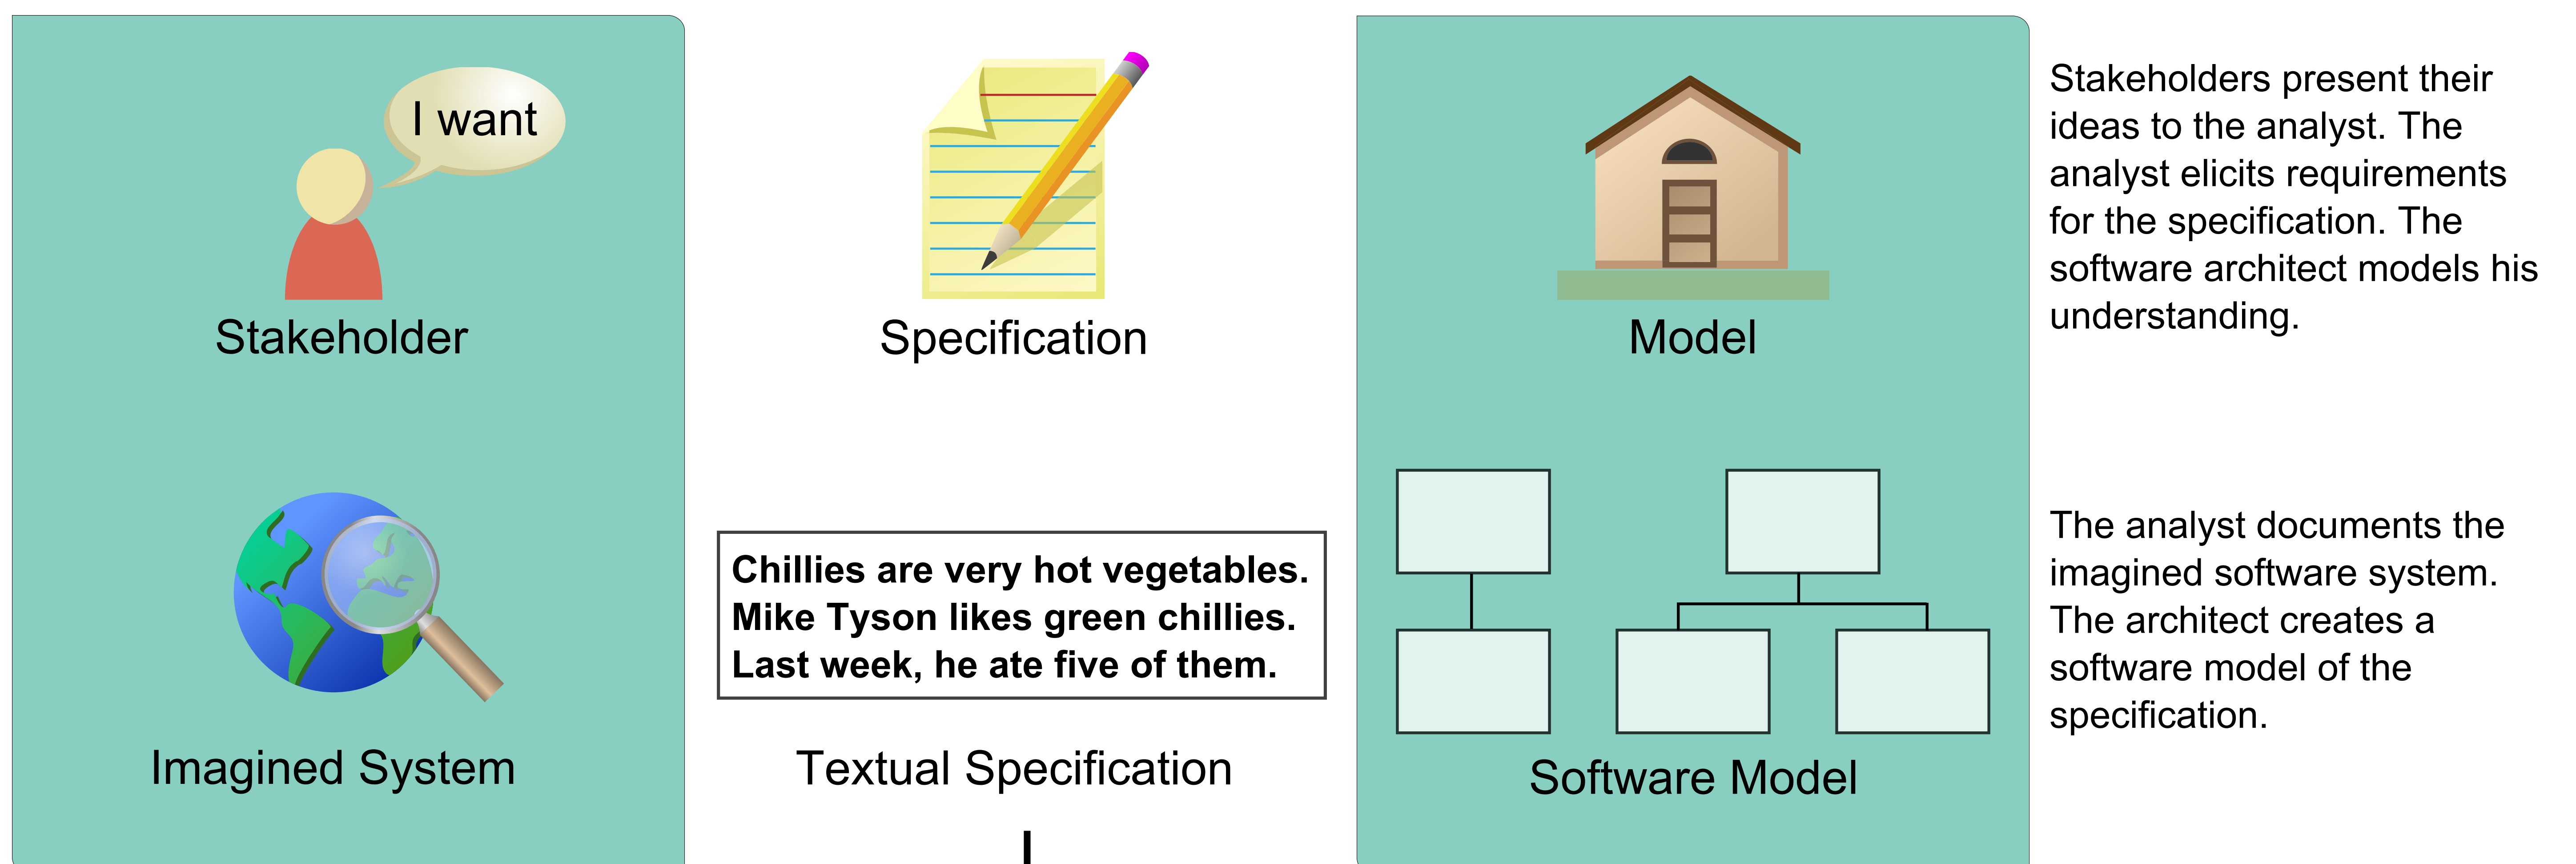 I want
Stakeholder
Specification
Model
Stakeholders present their
ideas to the analyst. The
analyst elicits requirements
for the specification. The
software architect models his
understanding.
Chillies are very hot vegetables.
Mike Tyson likes green chillies.
Last week, he ate five of them.
Imagined System
Textual Specification
Software Model
The analyst documents the
imagined software system.
The architect creates a
software model of the
specification.